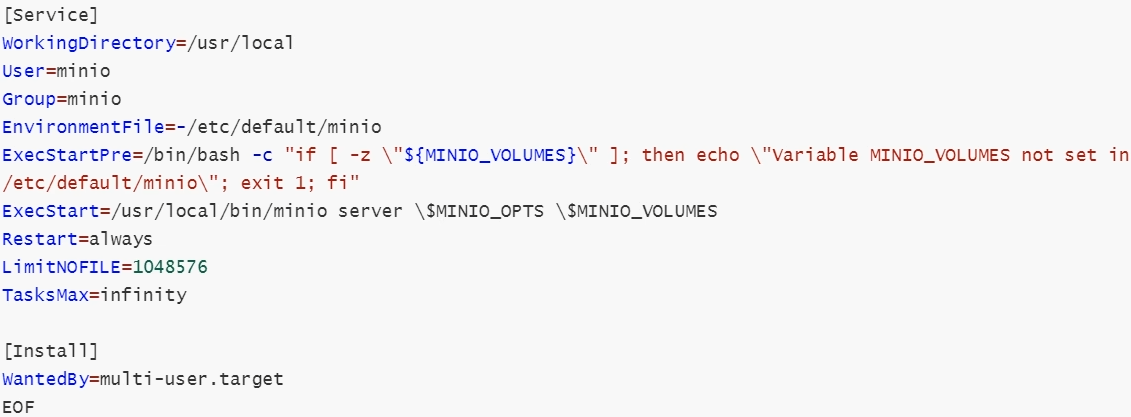 [Service]
WorkingDirectory=/usr/local
User=minio
Group=minio
EnvironmentFile=-/etc/default/minio
ExecStartPre=/bin/bash -c "if [ -z \"${MINIO_VOLUMES}\" ]; then echo \"Variable MINIO_VOLUMES not set in
/etc/default/minio\"; exit 1; fi"
ExecStart=/usr/local/bin/minio server \$MINIO_OPTS \$MINIO_VOLUMES
Restart=always
LimitNOFILE=1048576
TasksMax=infinity

[Install]
WantedBy=multi-user.target
EOF